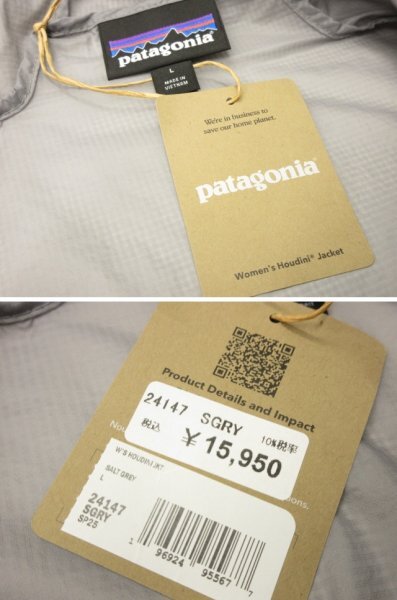 patagonia
L
MADE IN
VIETNAM
We're in business to
save our home planet.
patagonia
Women's Houdini® Jacket
Product Details and Impact
24147 SGRY
税込 ¥15,950 10%税率
W'S HOUDINI JKT
SALT GREY
L
24147
SGRY
SP25
1 96924 95567 7